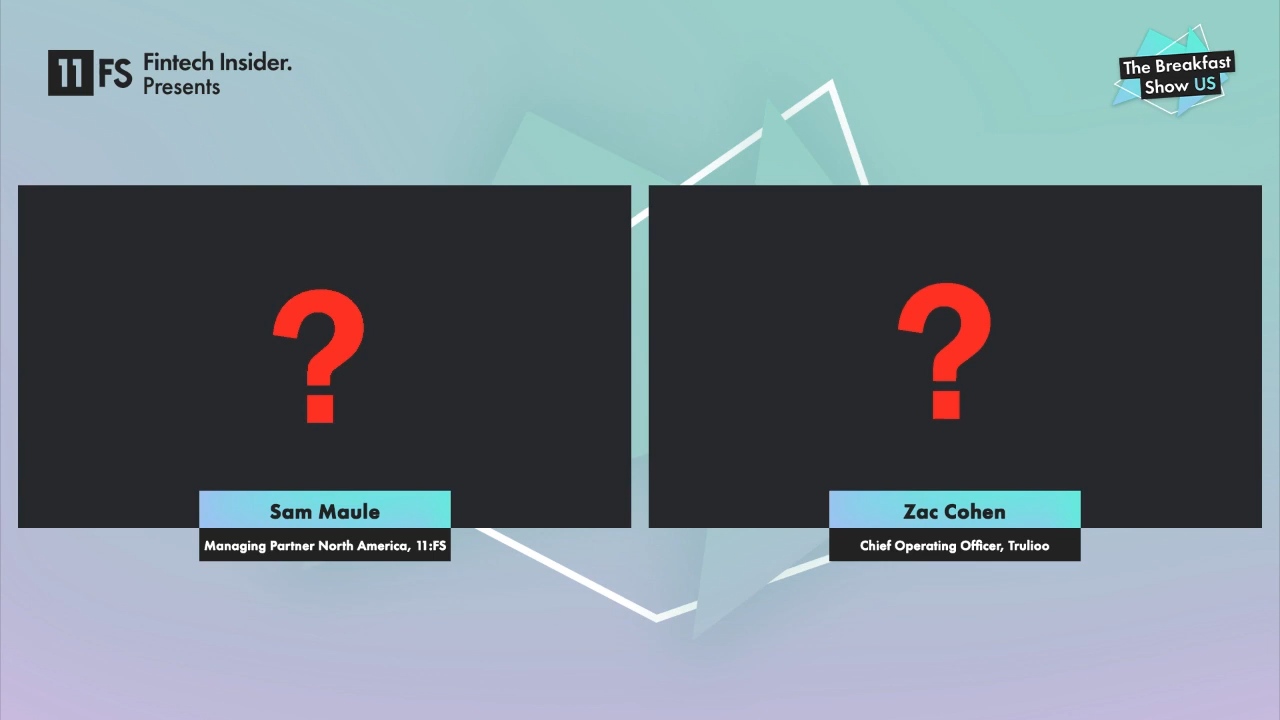 11FS Fintech Insider.
Presents
The Breakfast
Show US
?
?
Sam Maule
Managing Partner North America, 11:FS
Zac Cohen
Chief Operating Officer, Trulioo